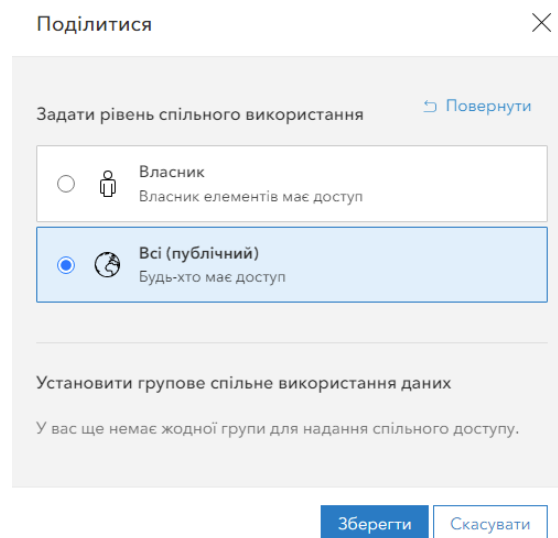 Поділитися
Задати рівень спільного використання
Повернути
Власник
Власник елементів має доступ
Всі (публічний)
Будь-хто має доступ
Установити групове спільне використання даних
У вас ще немає жодної групи для надання спільного доступу.
Зберегти
Скасувати